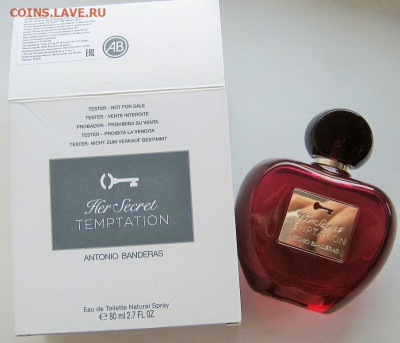 COINS.LAVE.RU
AB
TESTER - NOT FOR SALE
TESTER - VENTE INTERDITE
PROBADOR - PROHIBIDA SU VENTA
TESTER - PROIBITA LA VENDITA
TESTER- NICHT ZUM VERKAUF BESTIMMT
Her Secret
TEMPTATION
ANTONIO BANDERAS
Eau de Toilette Natural Spray
℮ 80 ml 2.7 FL OZ
Her Secret
TEMPTATION
ANTONIO BANDERAS